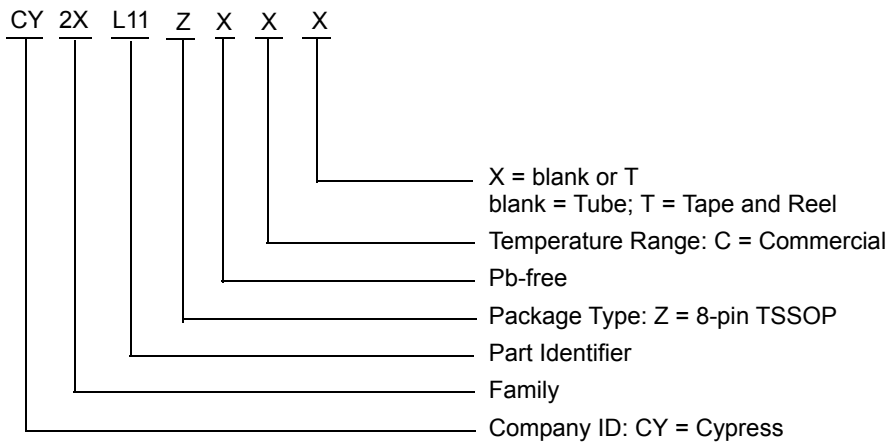 CY 2X L11 Z X X X
X = blank or T
blank = Tube; T = Tape and Reel
Temperature Range: C = Commercial
Pb-free
Package Type: Z = 8-pin TSSOP
Part Identifier
Family
Company ID: CY = Cypress